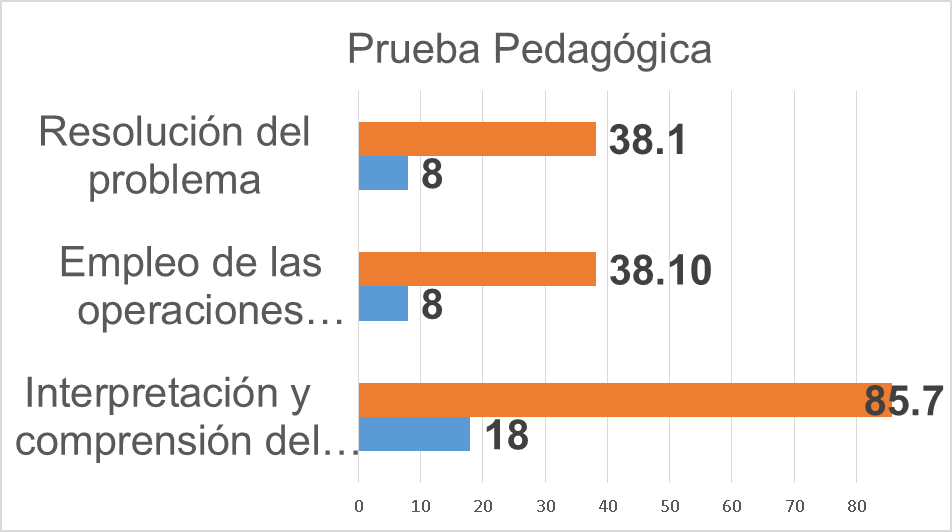 Prueba Pedagógica
Resolución del
problema
38.1
8
Empleo de las
operaciones…
38.10
8
Interpretación y
comprensión del…
85.7
18
0 10 20 30 40 50 60 70 80